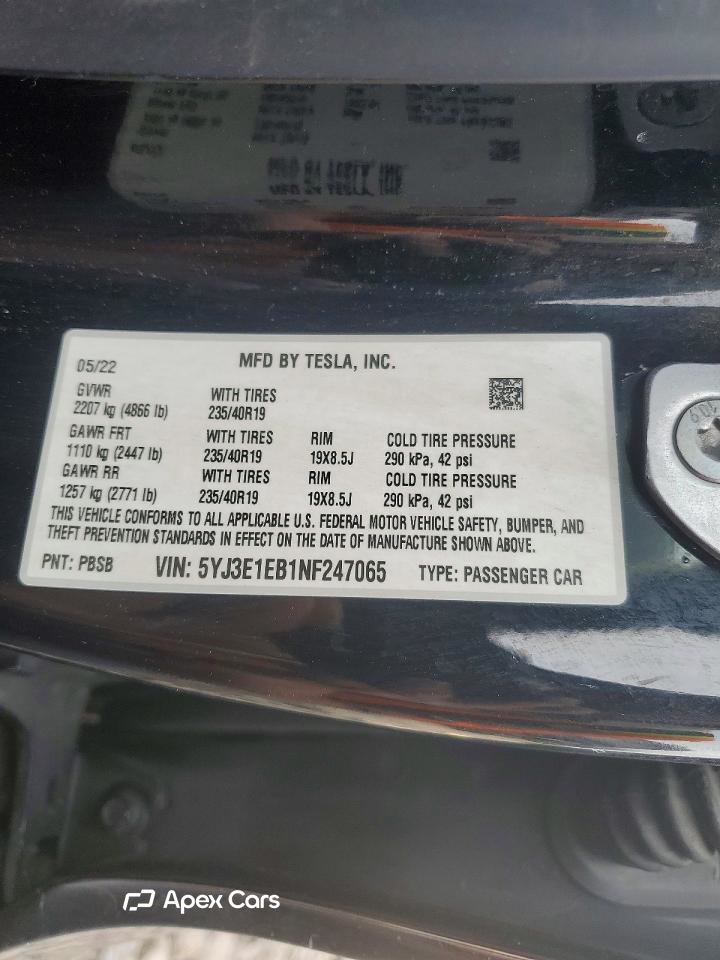 05/22 MFD BY TESLA, INC.
GVWR WITH TIRES
2207 kg (4866 lb) 235/40R19
GAWR FRT WITH TIRES RIM COLD TIRE PRESSURE
1110 kg (2447 lb) 235/40R19 19X8.5J 290 kPa, 42 psi
GAWR RR WITH TIRES RIM COLD TIRE PRESSURE
1257 kg (2771 lb) 235/40R19 19X8.5J 290 kPa, 42 psi
THIS VEHICLE CONFORMS TO ALL APPLICABLE U.S. FEDERAL MOTOR VEHICLE SAFETY, BUMPER, AND
THEFT PREVENTION STANDARDS IN EFFECT ON THE DATE OF MANUFACTURE SHOWN ABOVE.
PNT: PBSB VIN: 5YJ3E1EB1NF247065 TYPE: PASSENGER CAR
Apex Cars